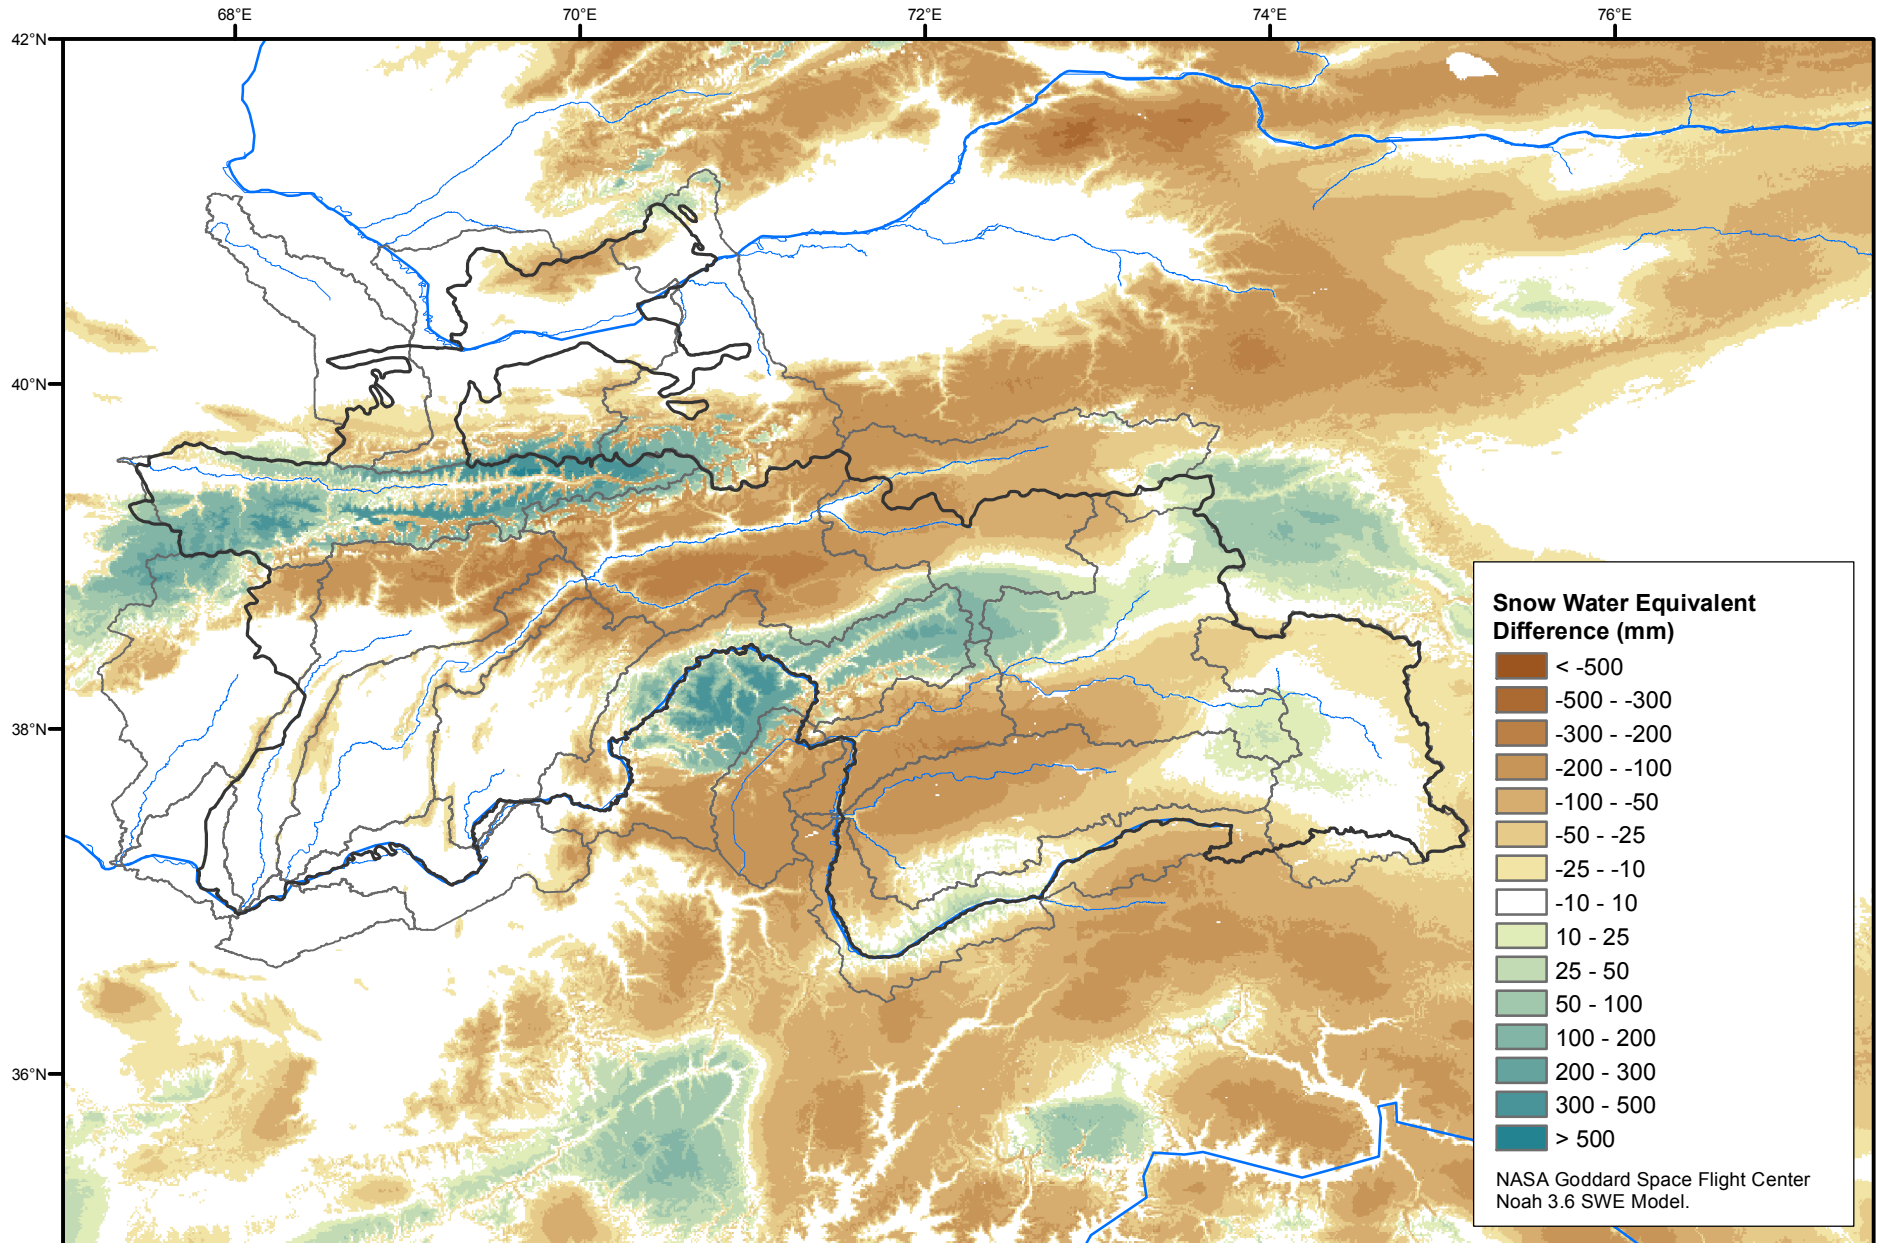 68°E 70°E 72°E 74°E 76°E
42°N
40°N
38°N
36°N
Snow Water Equivalent
Difference (mm)
< -500
-500 - -300
-300 - -200
-200 - -100
-100 - -50
-50 - -25
-25 - -10
-10 - 10
10 - 25
25 - 50
50 - 100
100 - 200
200 - 300
300 - 500
> 500
NASA Goddard Space Flight Center
Noah 3.6 SWE Model.